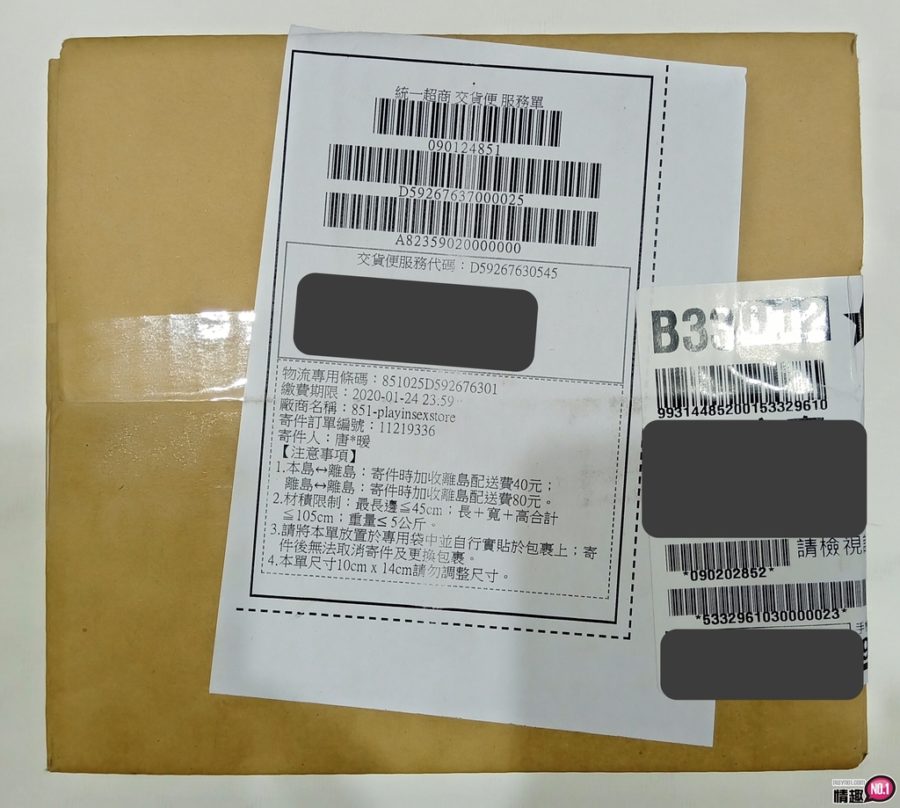 統一超商 交貨便 服務單
090124851
D59267637000025
A82359020000000
交貨便服務代碼：D59267630545
物流專用條碼：851025D592676301
繳費期限：2020-01-24 23:59
廠商名稱：851-playinsexstore
寄件訂單編號：11219336
寄件人：唐*暖
【注意事項】
1.本島↔離島：寄件時加收離島配送費40元；
離島↔離島：寄件時加收離島配送費80元。
2.材積限制：最長邊≦45cm；長＋寬＋高合計
≦105cm；重量≦5公斤。
3.請將本單放置於專用袋中並自行實貼於包裹上；寄
件後無法取消寄件及更換包裹。
4.本單尺寸10cm x 14cm請勿調整尺寸。
99314485200153329610
請檢視
*090202852*
*5332961030000023*
情趣 NO.1